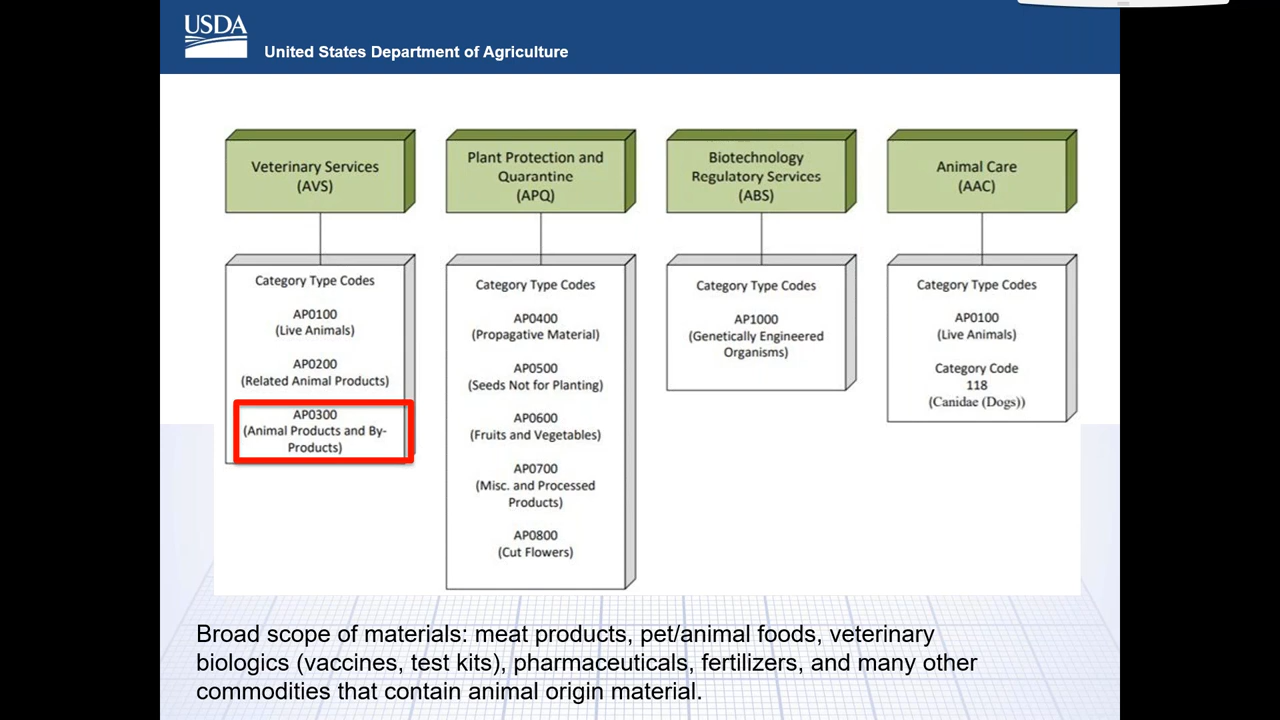 USDA
United States Department of Agriculture
Veterinary Services
(AVS)
Category Type Codes
AP0100
(Live Animals)
AP0200
(Related Animal Products)
AP0300
(Animal Products and By-
Products)
Plant Protection and
Quarantine
(APQ)
Category Type Codes
AP0400
(Propagative Material)
AP0500
(Seeds Not for Planting)
AP0600
(Fruits and Vegetables)
AP0700
(Misc. and Processed
Products)
AP0800
(Cut Flowers)
Biotechnology
Regulatory Services
(ABS)
Category Type Codes
AP1000
(Genetically Engineered
Organisms)
Animal Care
(AAC)
Category Type Codes
AP0100
(Live Animals)
Category Code
118
(Canidae (Dogs))
Broad scope of materials: meat products, pet/animal foods, veterinary
biologics (vaccines, test kits), pharmaceuticals, fertilizers, and many other
commodities that contain animal origin material.